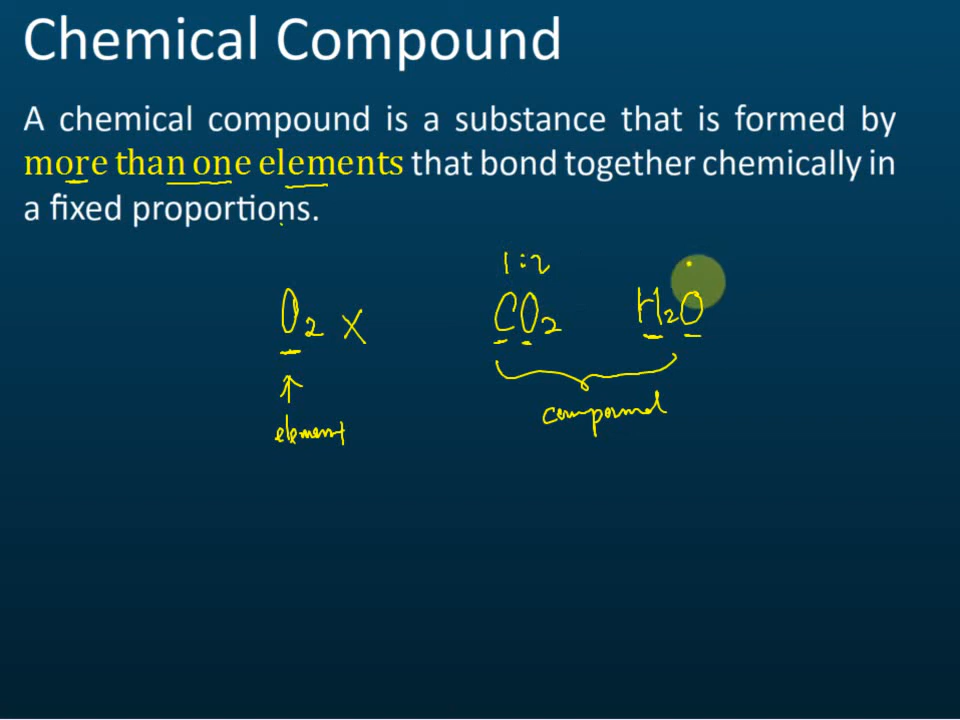 Chemical Compound
A chemical compound is a substance that is formed by
more than one elements that bond together chemically in
a fixed proportions.
1:2
O2 X CO2 H2O
compound
element